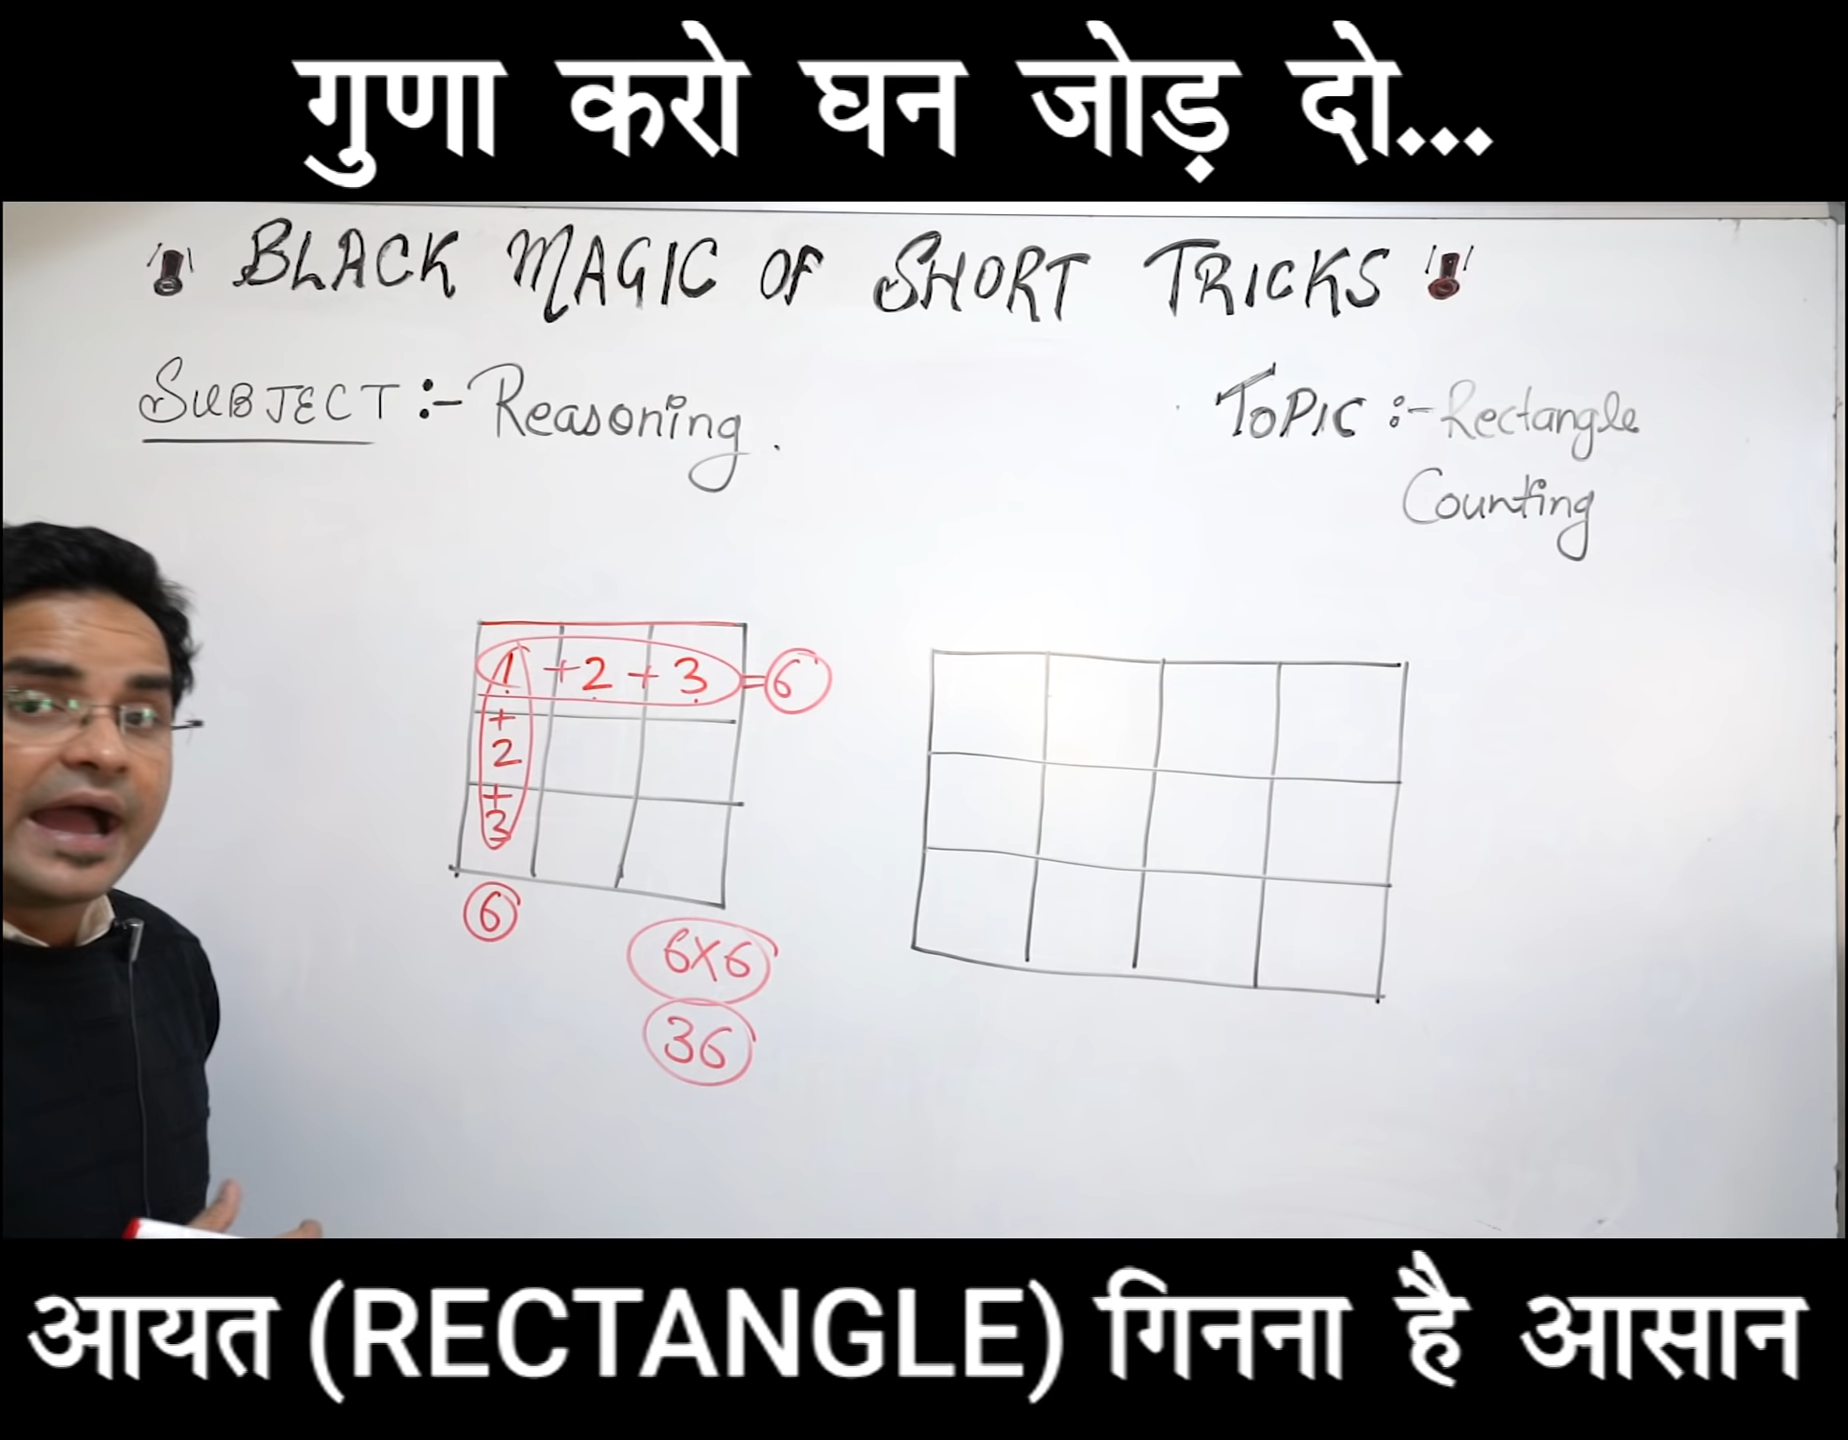 गुणा करो घन जोड़ दो...
BLACK MAGIC OF SHORT TRICKS
SUBJECT :- Reasoning.
TOPIC :- Rectangle
Counting
1 + 2 + 3 = 6
+
2
+
3
6
6X6
36
आयत (RECTANGLE) गिनना है आसान